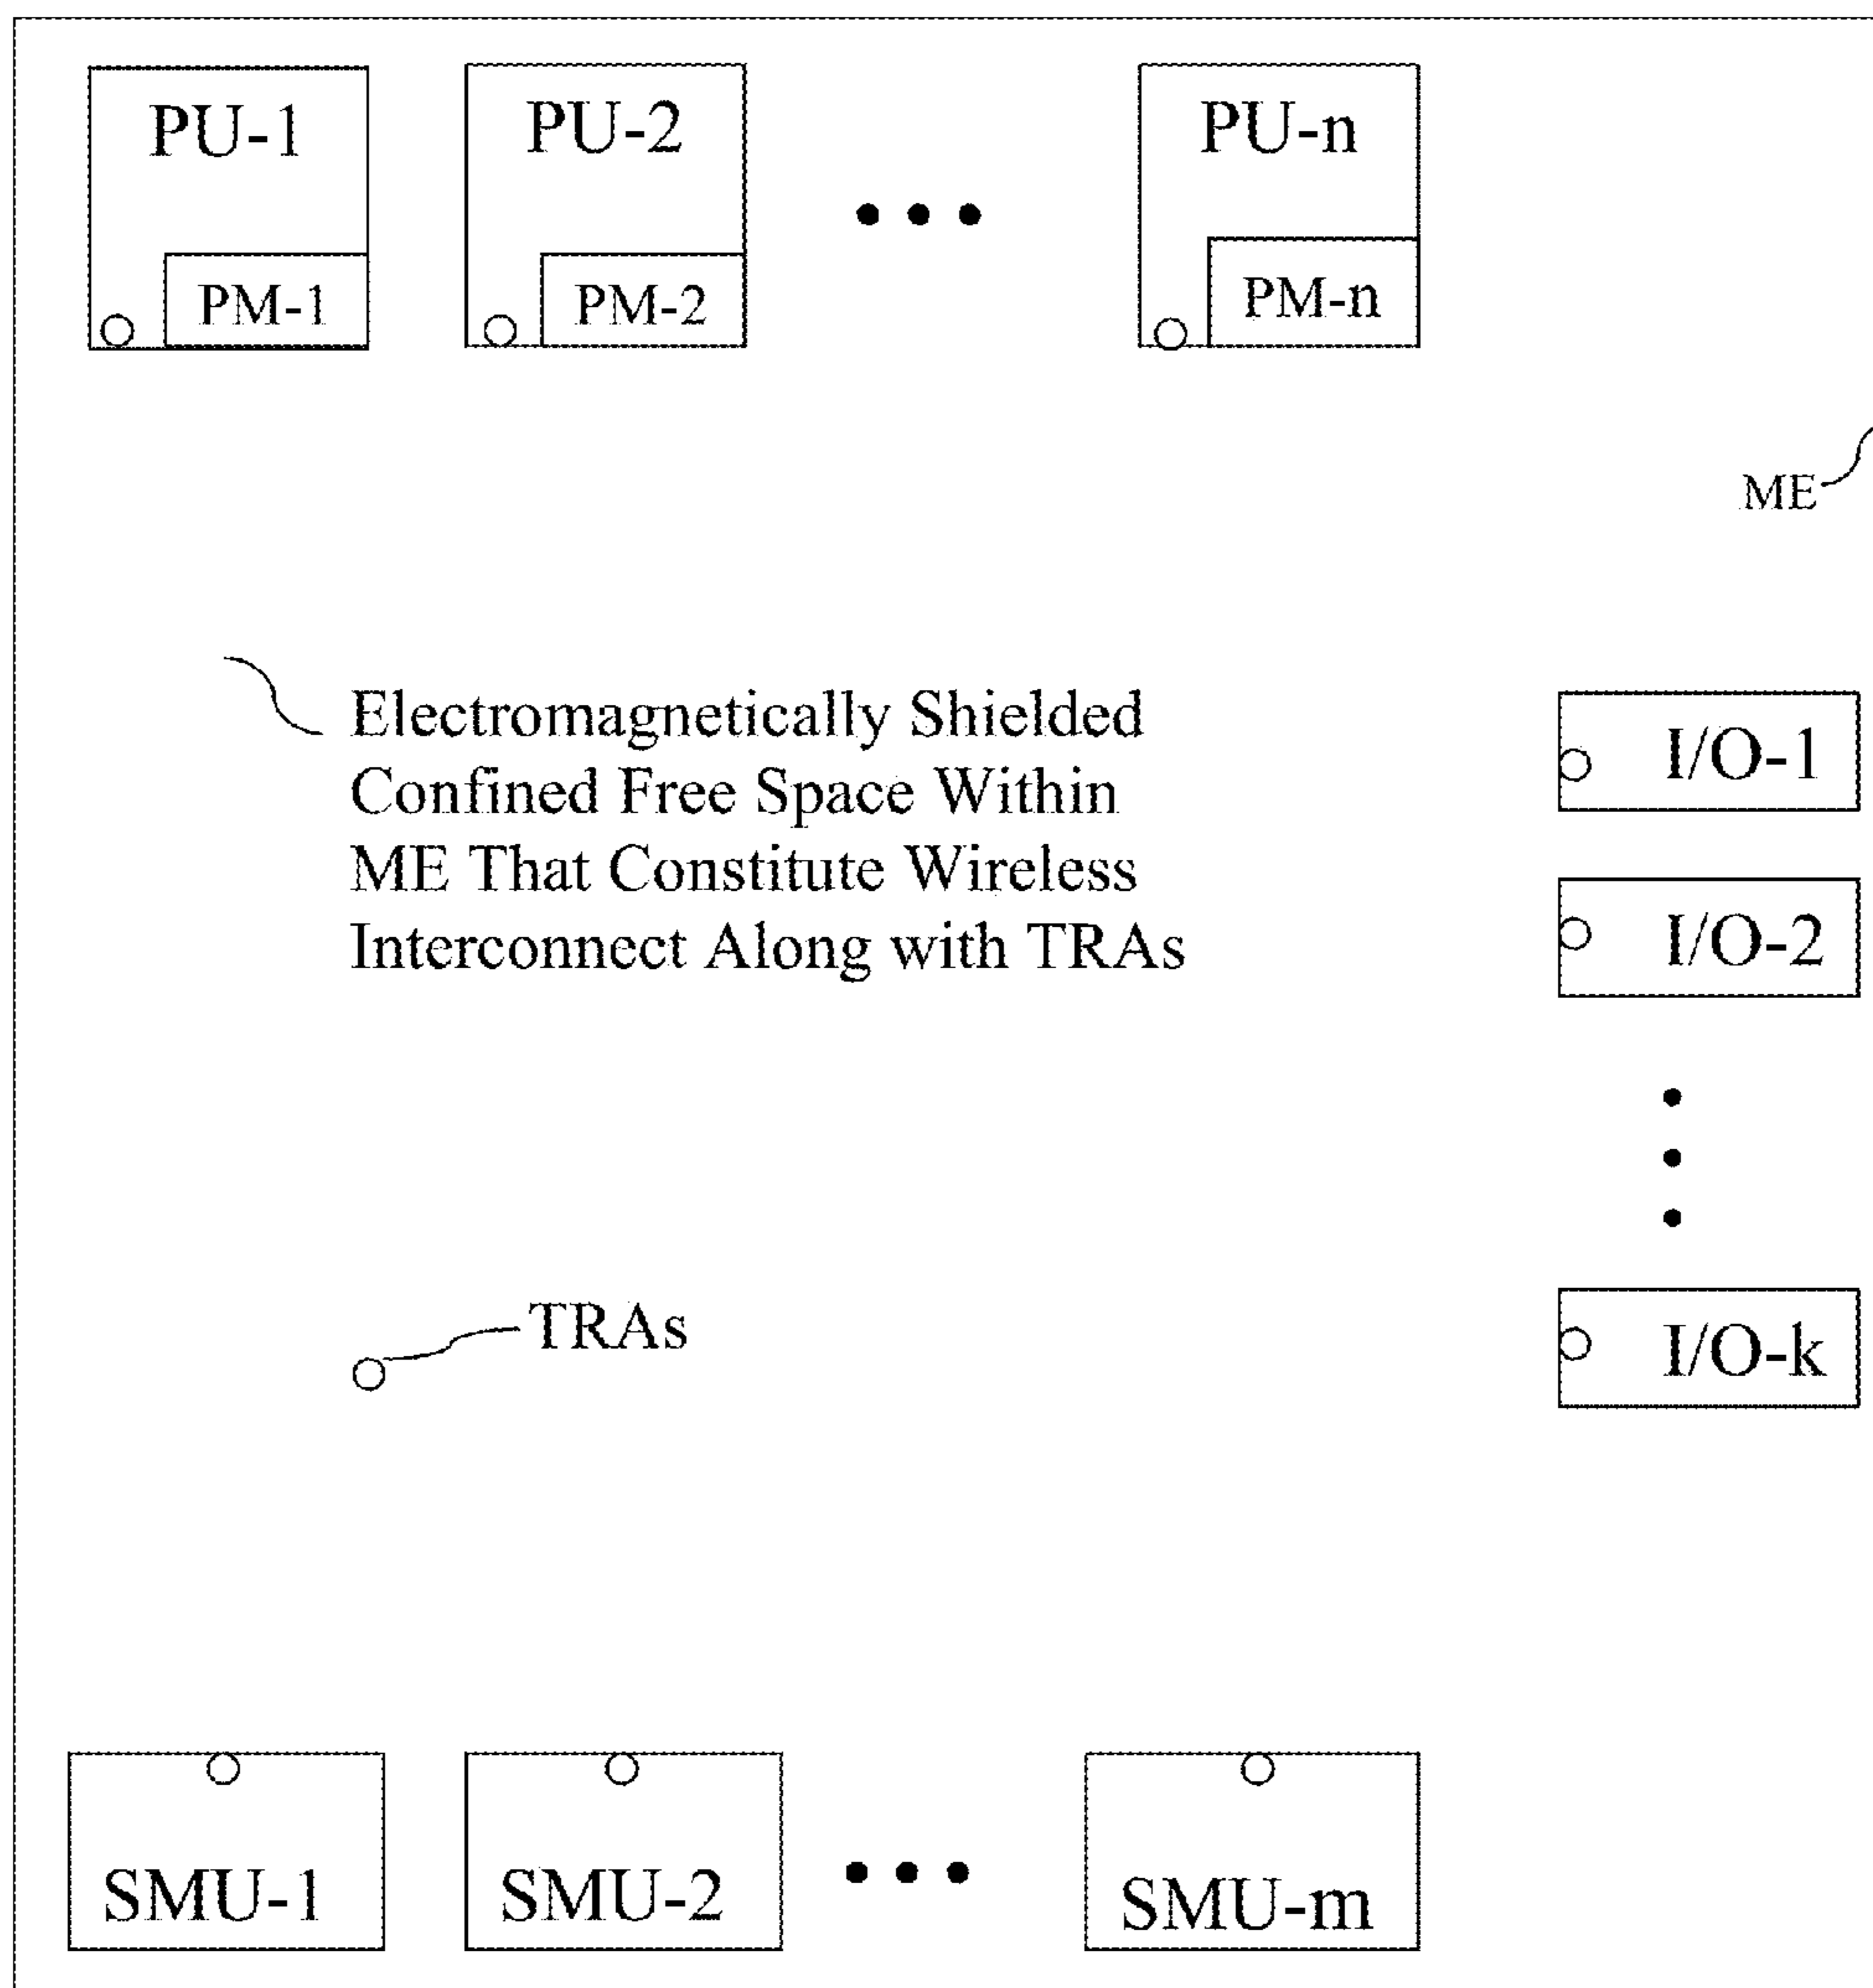 PU-1
PU-2
PU-n
PM-1
PM-2
PM-n
ME
Electromagnetically Shielded
Confined Free Space Within
ME That Constitute Wireless
Interconnect Along with TRAs
I/O-1
I/O-2
I/O-k
TRAs
SMU-1
SMU-2
SMU-m